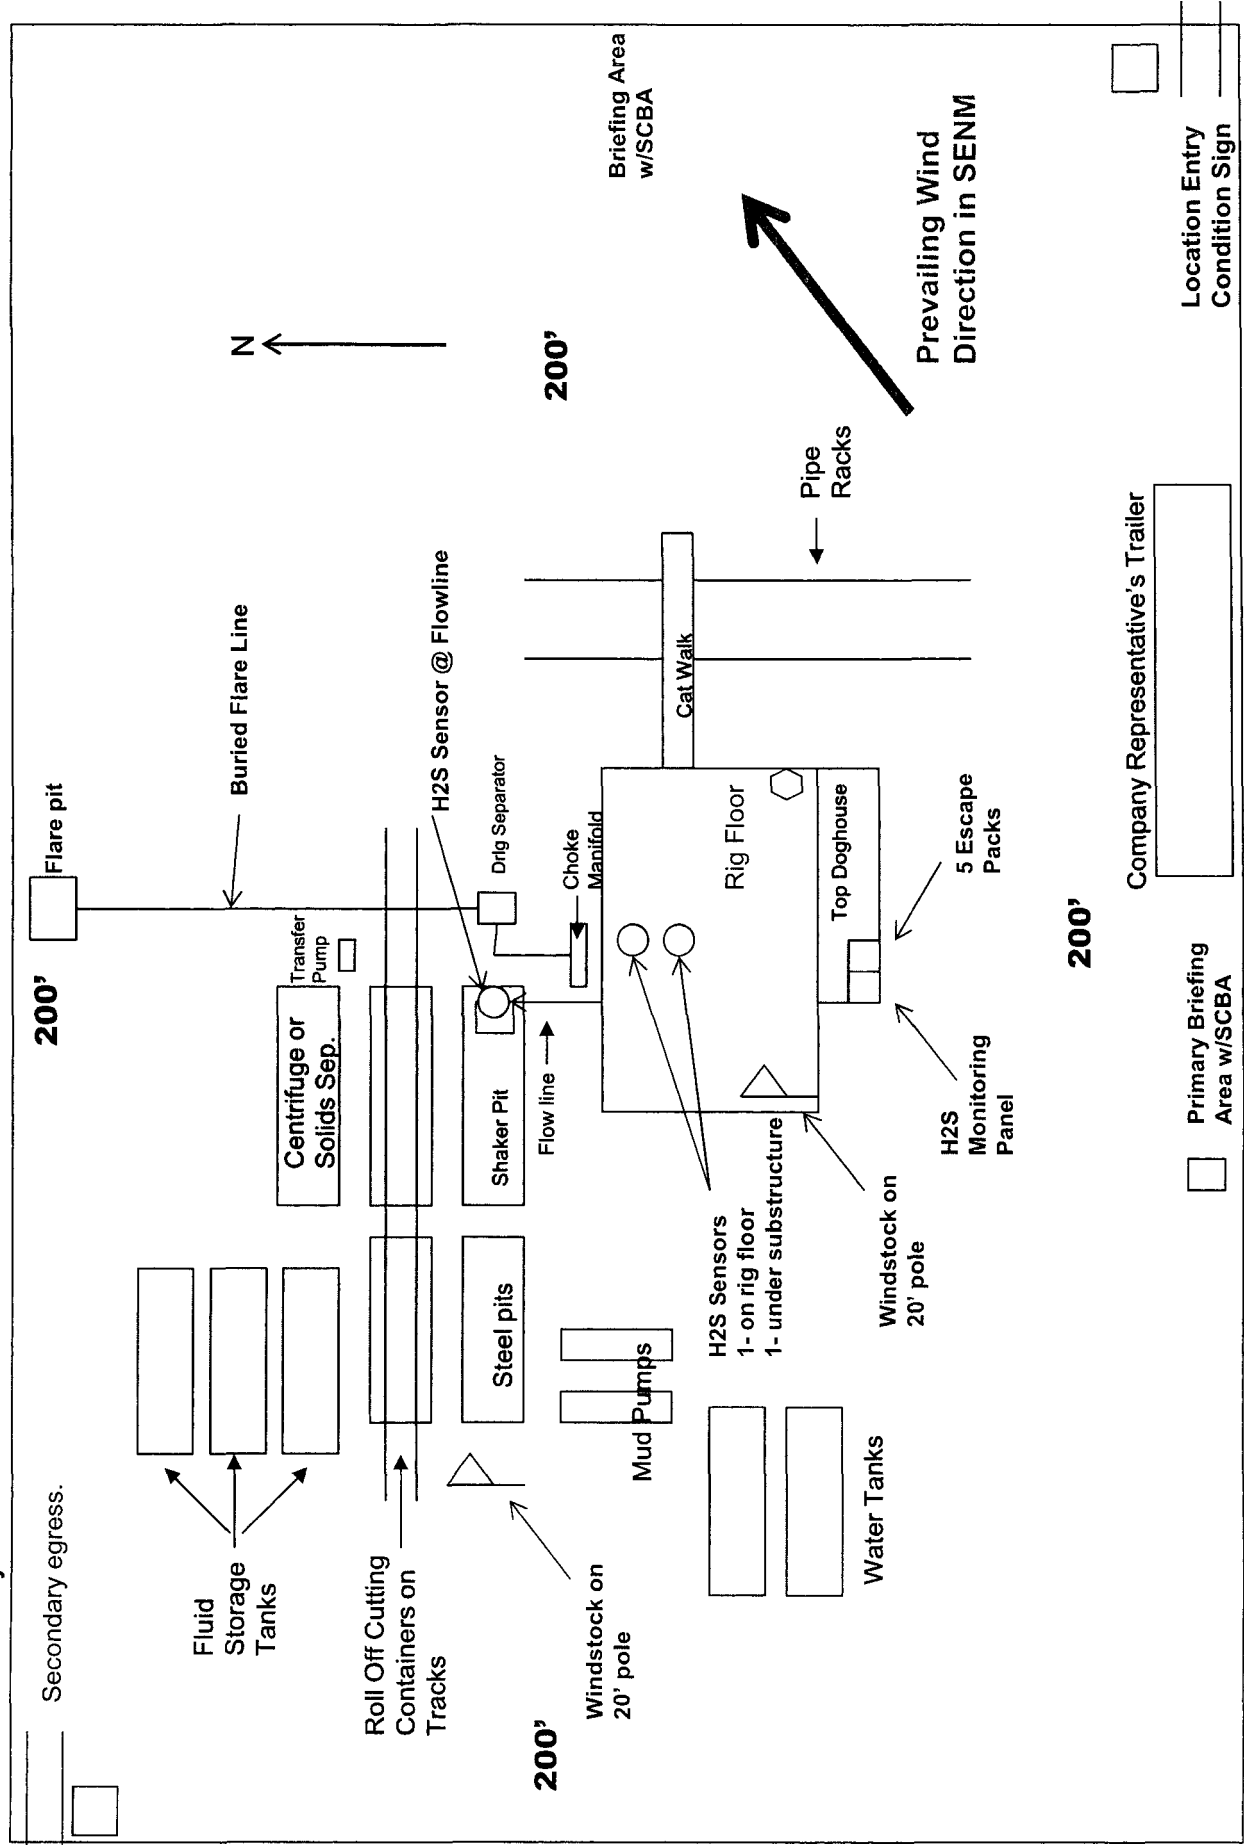 Secondary egress.
200'
Flare pit
Fluid
Storage
Tanks
Buried Flare Line
N
Centrifuge or
Solids Sep.
Transfer
Pump
Roll Off Cutting
Containers on
Tracks
H2S Sensor @ Flowline
Steel pits
Shaker Pit
Drlg Separator
200'
Windstock on
20' pole
Flow line
Choke
Manifold
200'
Briefing Area
w/SCBA
Mud Pumps
Cat Walk
H2S Sensors
1- on rig floor
1- under substructure
Rig Floor
Pipe
Racks
Water Tanks
Windstock on
20' pole
Top Doghouse
Prevailing Wind
Direction in SENM
H2S
Monitoring
Panel
5 Escape
Packs
200'
Company Representative's Trailer
Primary Briefing
Area w/SCBA
Location Entry
Condition Sign